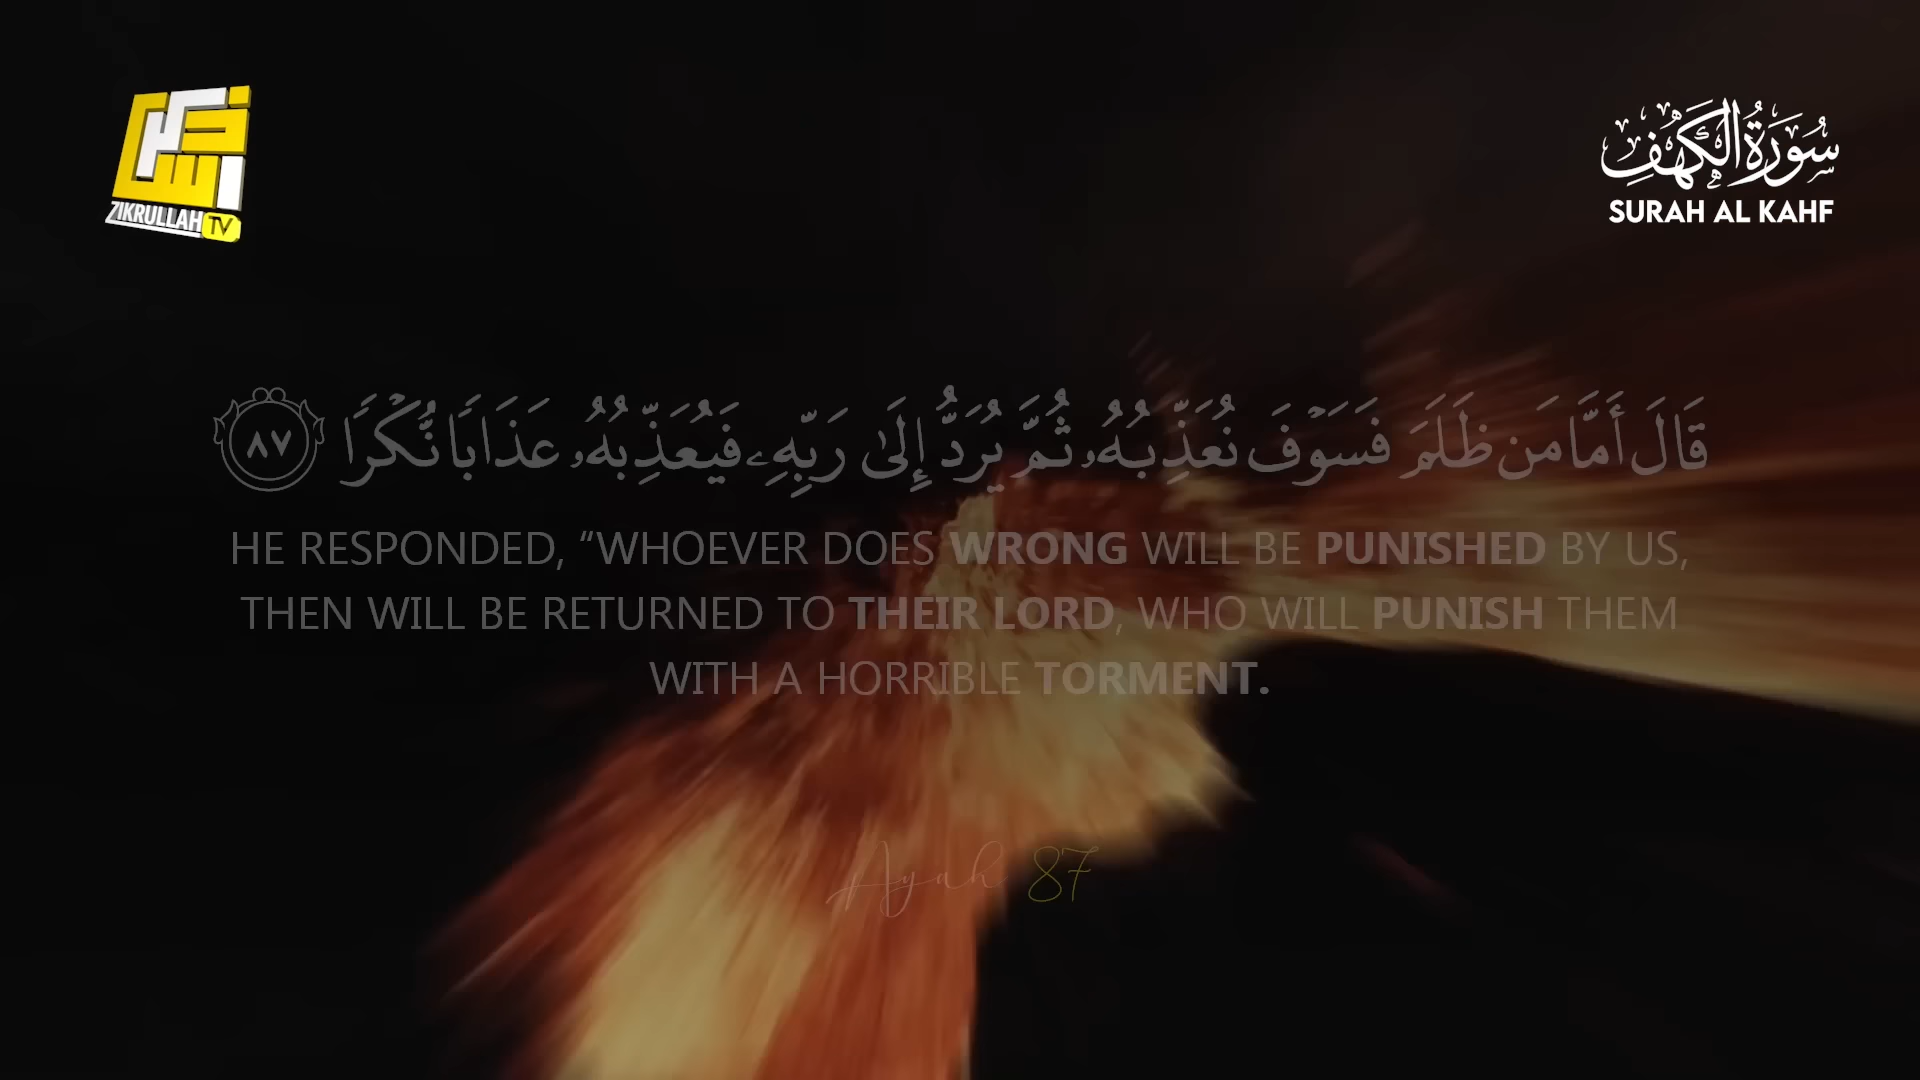 ZIKRULLAH TV
سُورَةُ الْكَهْفِ
SURAH AL KAHF
قَالَ أَمَّا مَن ظَلَمَ فَسَوْفَ نُعَذِّبُهُۥ ثُمَّ يُرَدُّ إِلَىٰ رَبِّهِۦ فَيُعَذِّبُهُۥ عَذَابًا نُّكْرًا ٨٧
HE RESPONDED, “WHOEVER DOES WRONG WILL BE PUNISHED BY US,
THEN WILL BE RETURNED TO THEIR LORD, WHO WILL PUNISH THEM
WITH A HORRIBLE TORMENT.
Ayah 87